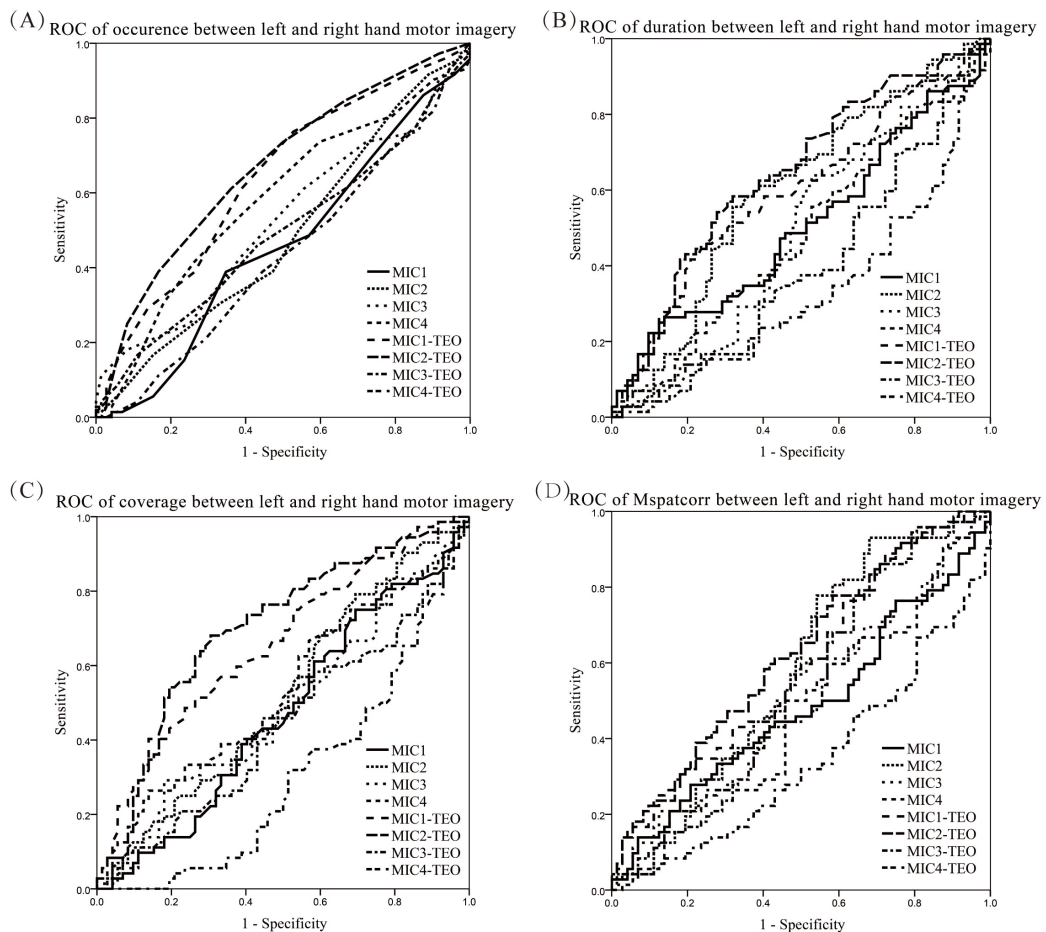 (A)
ROC of occurence between left and right hand motor imagery
1.0
0.8
0.6
0.4
0.2
0.0
Sensitivity
MIC1
MIC2
MIC3
MIC4
MIC1-TEO
MIC2-TEO
MIC3-TEO
MIC4-TEO
0.0 0.2 0.4 0.6 0.8 1.0
1 - Specificity
(B)
ROC of duration between left and right hand motor imagery
1.0
0.8
0.6
0.4
0.2
0.0
Sensitivity
MIC1
MIC2
MIC3
MIC4
MIC1-TEO
MIC2-TEO
MIC3-TEO
MIC4-TEO
0.0 0.2 0.4 0.6 0.8 1.0
1 - Specificity
(C)
ROC of coverage between left and right hand motor imagery
1.0
0.8
0.6
0.4
0.2
0.0
Sensitivity
MIC1
MIC2
MIC3
MIC4
MIC1-TEO
MIC2-TEO
MIC3-TEO
MIC4-TEO
0.0 0.2 0.4 0.6 0.8 1.0
1 - Specificity
(D)
ROC of Mspatcorr between left and right hand motor imagery
1.0
0.8
0.6
0.4
0.2
0.0
Sensitivity
MIC1
MIC2
MIC3
MIC4
MIC1-TEO
MIC2-TEO
MIC3-TEO
MIC4-TEO
0.0 0.2 0.4 0.6 0.8 1.0
1 - Specificity